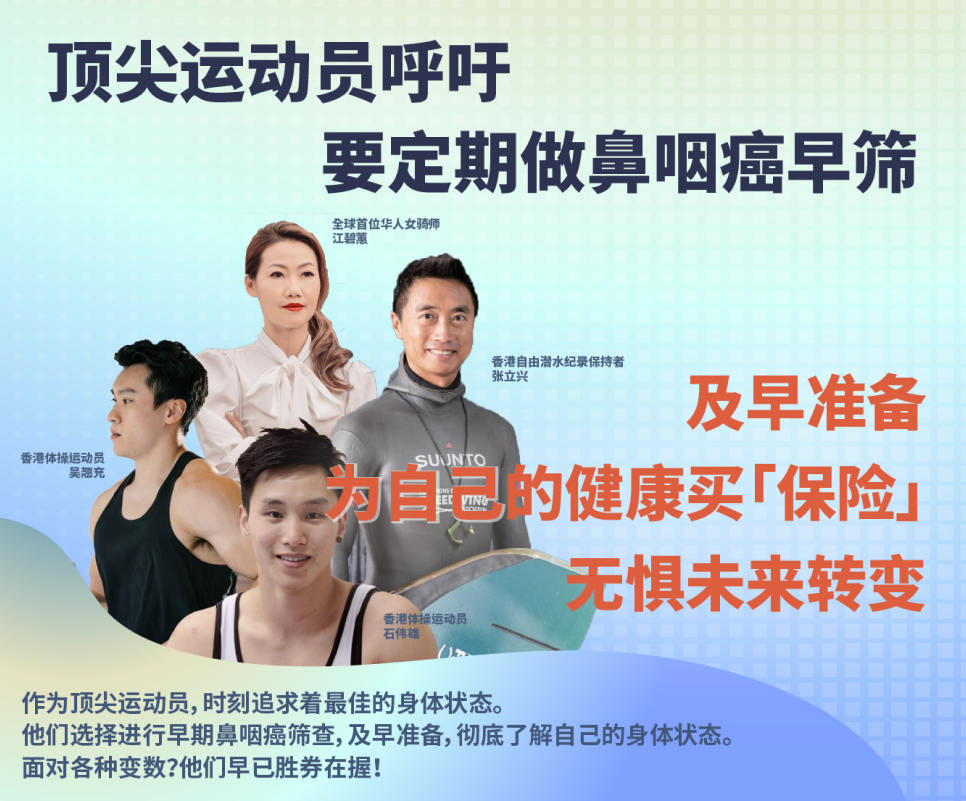 顶尖运动员呼吁
要定期做鼻咽癌早筛
全球首位华人女骑师
江碧蕙
香港自由潜水纪录保持者
张立兴
及早准备
香港体操运动员
吴翘充
SUUNTO
为自己的健康买「保险」
无惧未来转变
香港体操运动员
石伟雄
作为顶尖运动员，时刻追求着最佳的身体状态。
他们选择进行早期鼻咽癌筛查，及早准备，彻底了解自己的身体状态。
面对各种变数？他们早已胜券在握！